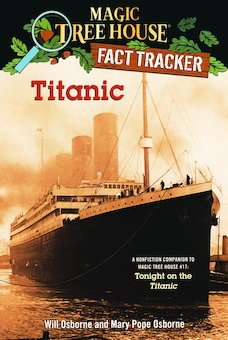 MAGIC
TREE HOUSE
FACT TRACKER
Titanic
A NONFICTION COMPANION TO
MAGIC TREE HOUSE #17:
Tonight on the
Titanic
Will Osborne and Mary Pope Osborne